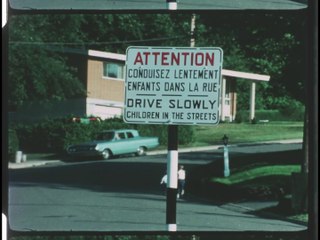 ATTENTION
CONDUISEZ LENTEMENT
ENFANTS DANS LA RUE
DRIVE SLOWLY
CHILDREN IN THE STREETS